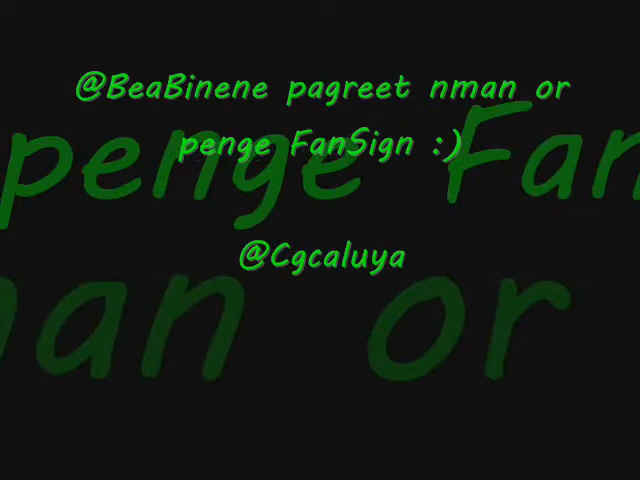 @BeaBinene pagreet nman or
penge FanSign :)
@Cgcaluya
penge Fan
man or